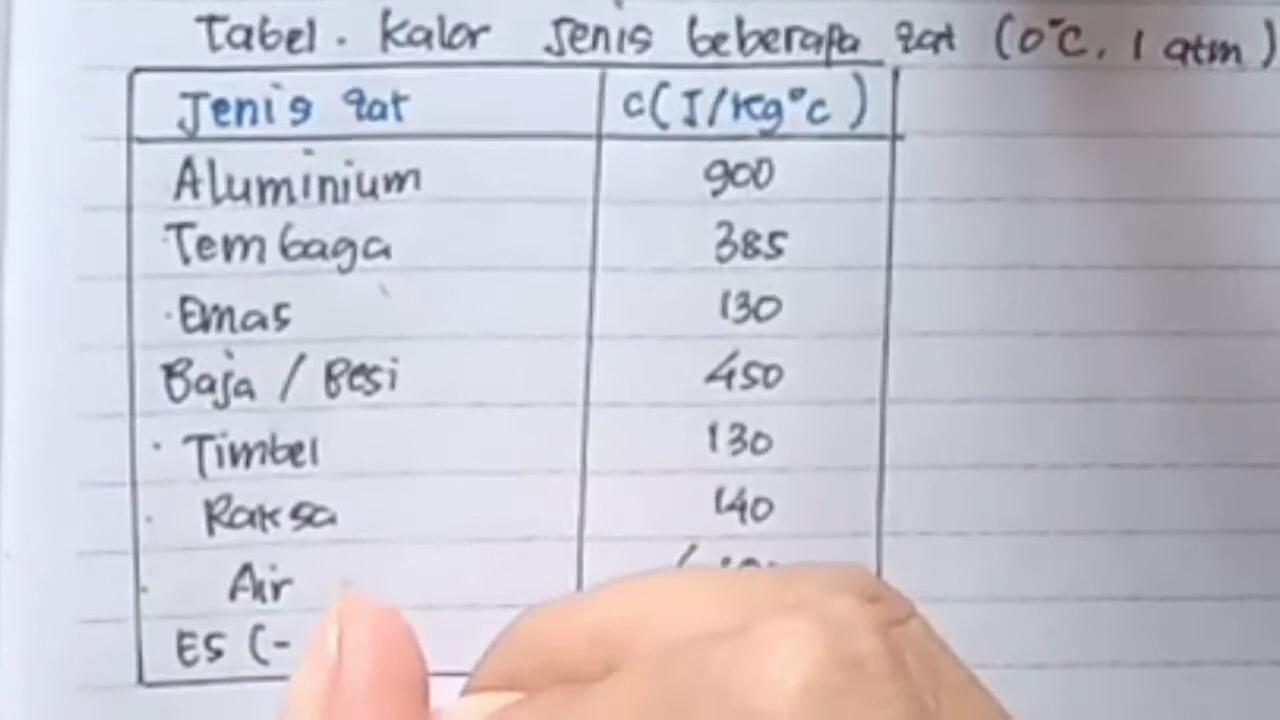 Tabel. Kalor Jenis beberapa zat (0°C, 1 atm)
Jenis zat c(J/kg°c)
Aluminium 900
Tembaga 385
Emas 130
Baja / Besi 450
Timbel 130
Raksa 140
Air
ES (-